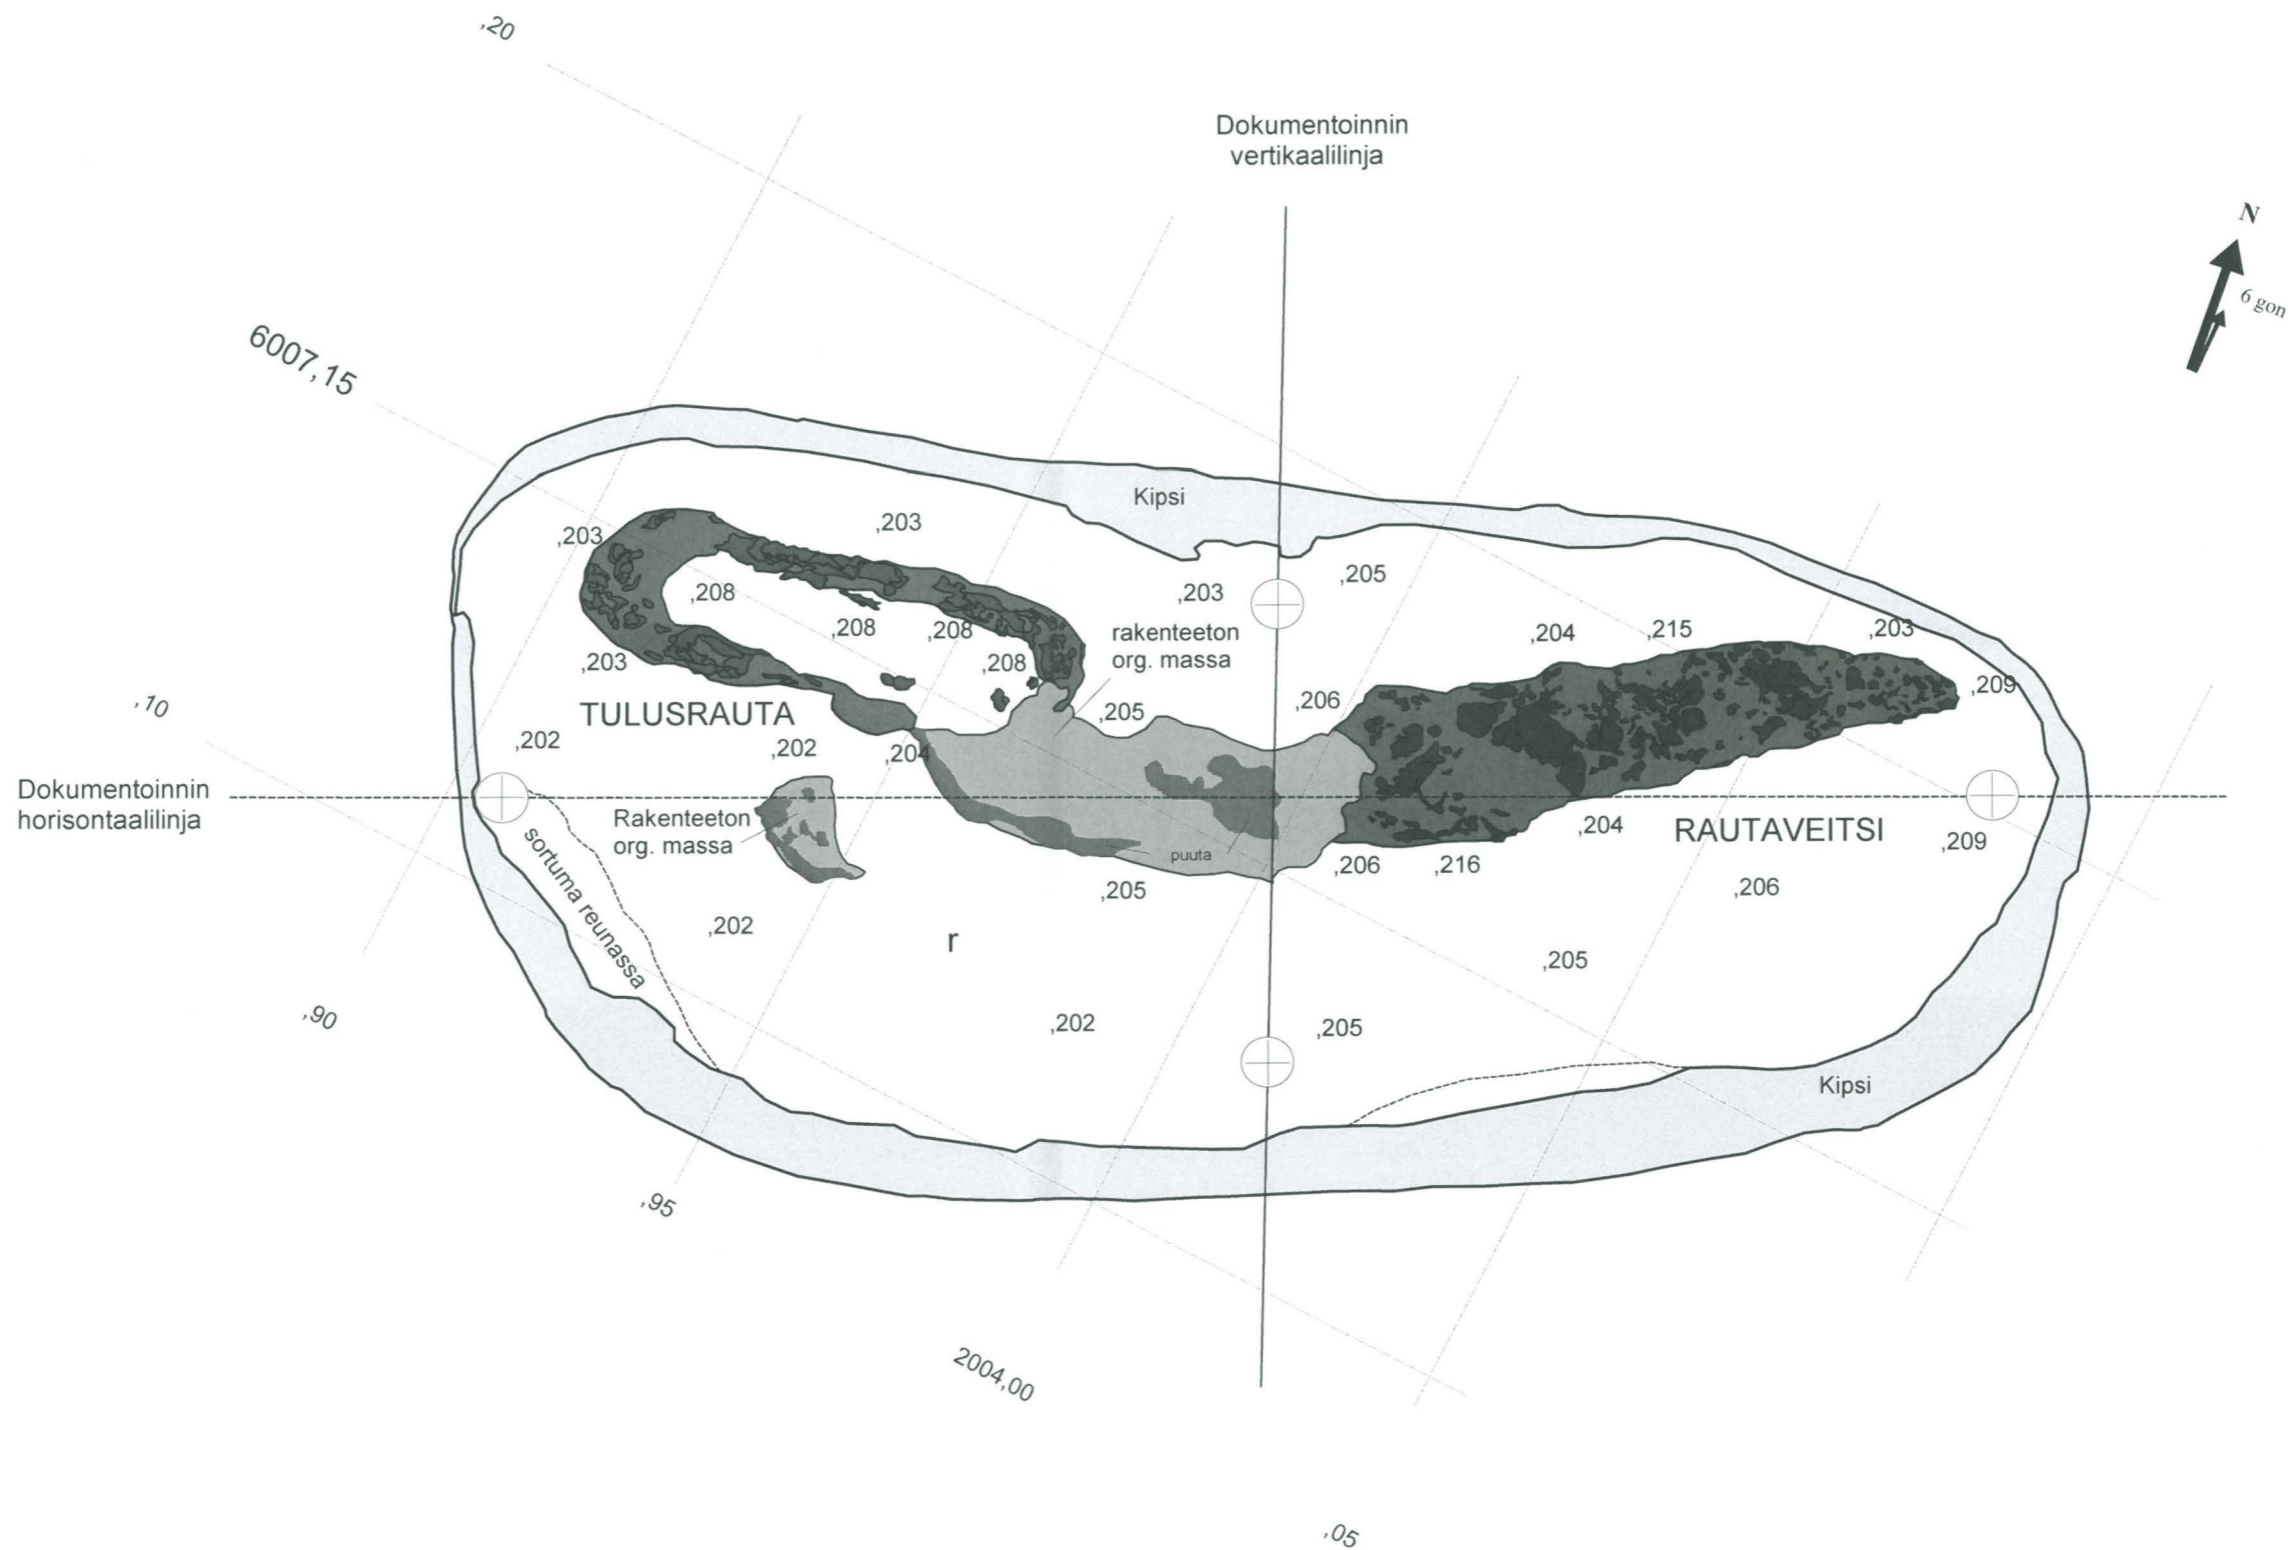 ,20
Dokumentoinnin
vertikaalilinja
N
6 gon
6007,15
Kipsi
,203
,203
,205
,208
,203
,208
,208
,204
,215
,203
rakenteeton
org. massa
,203
,208
,209
,206
,10
TULUSRAUTA
,205
,202
,202
,204
Dokumentoinnin
horisontaalilinja
Rakenteeton
org. massa
,204
RAUTAVEITSI
,209
puuta
,206
,216
,205
,206
sortuma reunassa
,202
r
,205
,90
,202
,205
Kipsi
,95
2004,00
,05